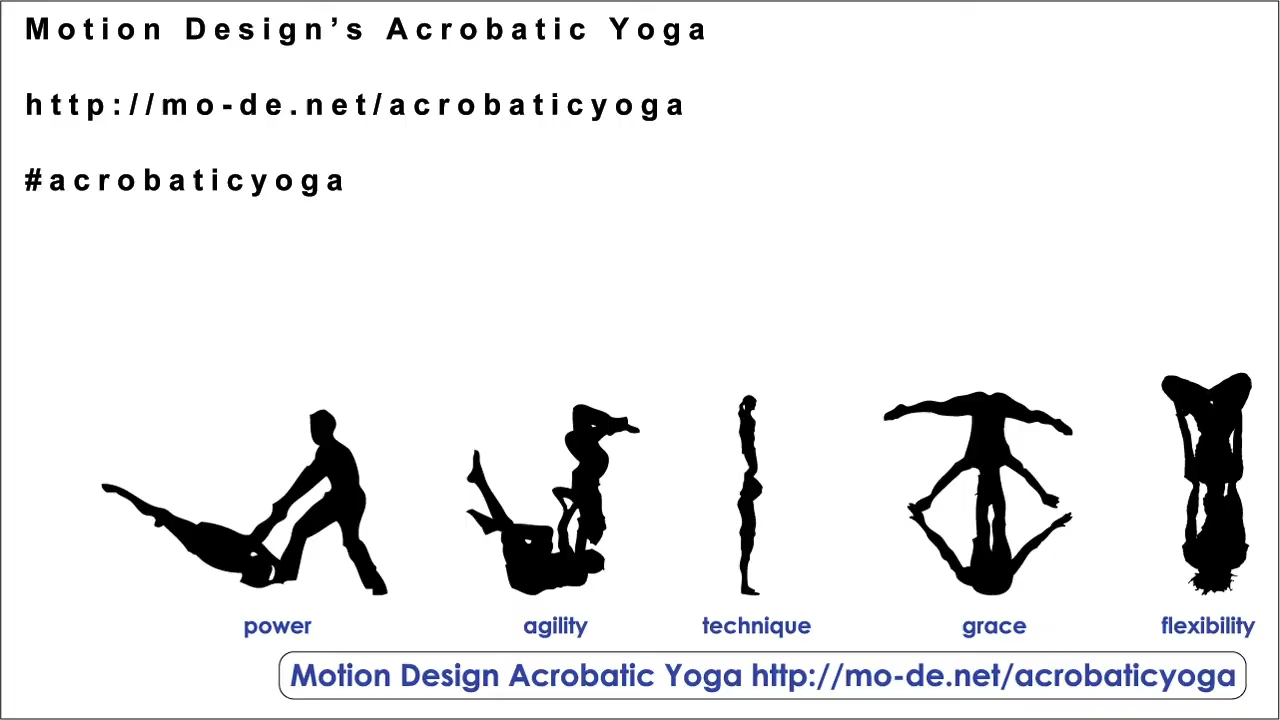 Motion Design’s Acrobatic Yoga
http://mo-de.net/acrobaticyoga
#acrobaticyoga
power agility technique grace flexibility
Motion Design Acrobatic Yoga http://mo-de.net/acrobaticyoga